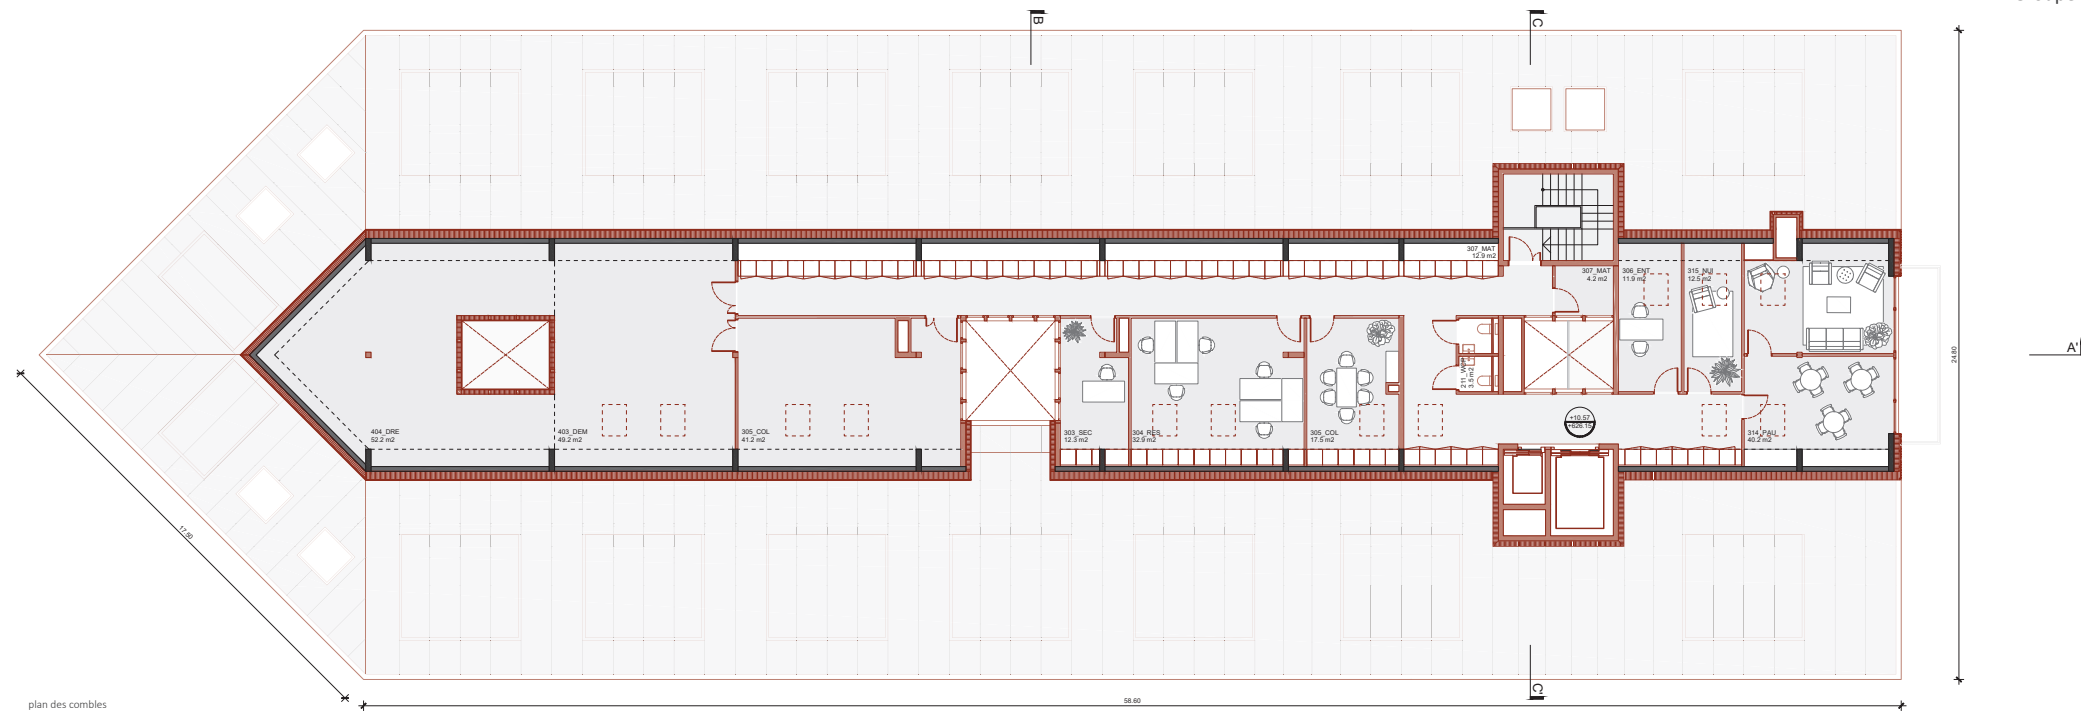 B
C
307_MAT
12.9 m2
307_MAT
4.2 m2
306_ENT
11.9 m2
315_NUI
12.5 m2
24.80
A'
211_WCP
3.5 m2
+10.57
+626.15
404_DRE
52.2 m2
403_DEM
49.2 m2
305_COL
41.2 m2
303_SEC
12.3 m2
304_RES
32.9 m2
305_COL
17.5 m2
314_PAU
40.2 m2
17.50
C'
58.60
plan des combles